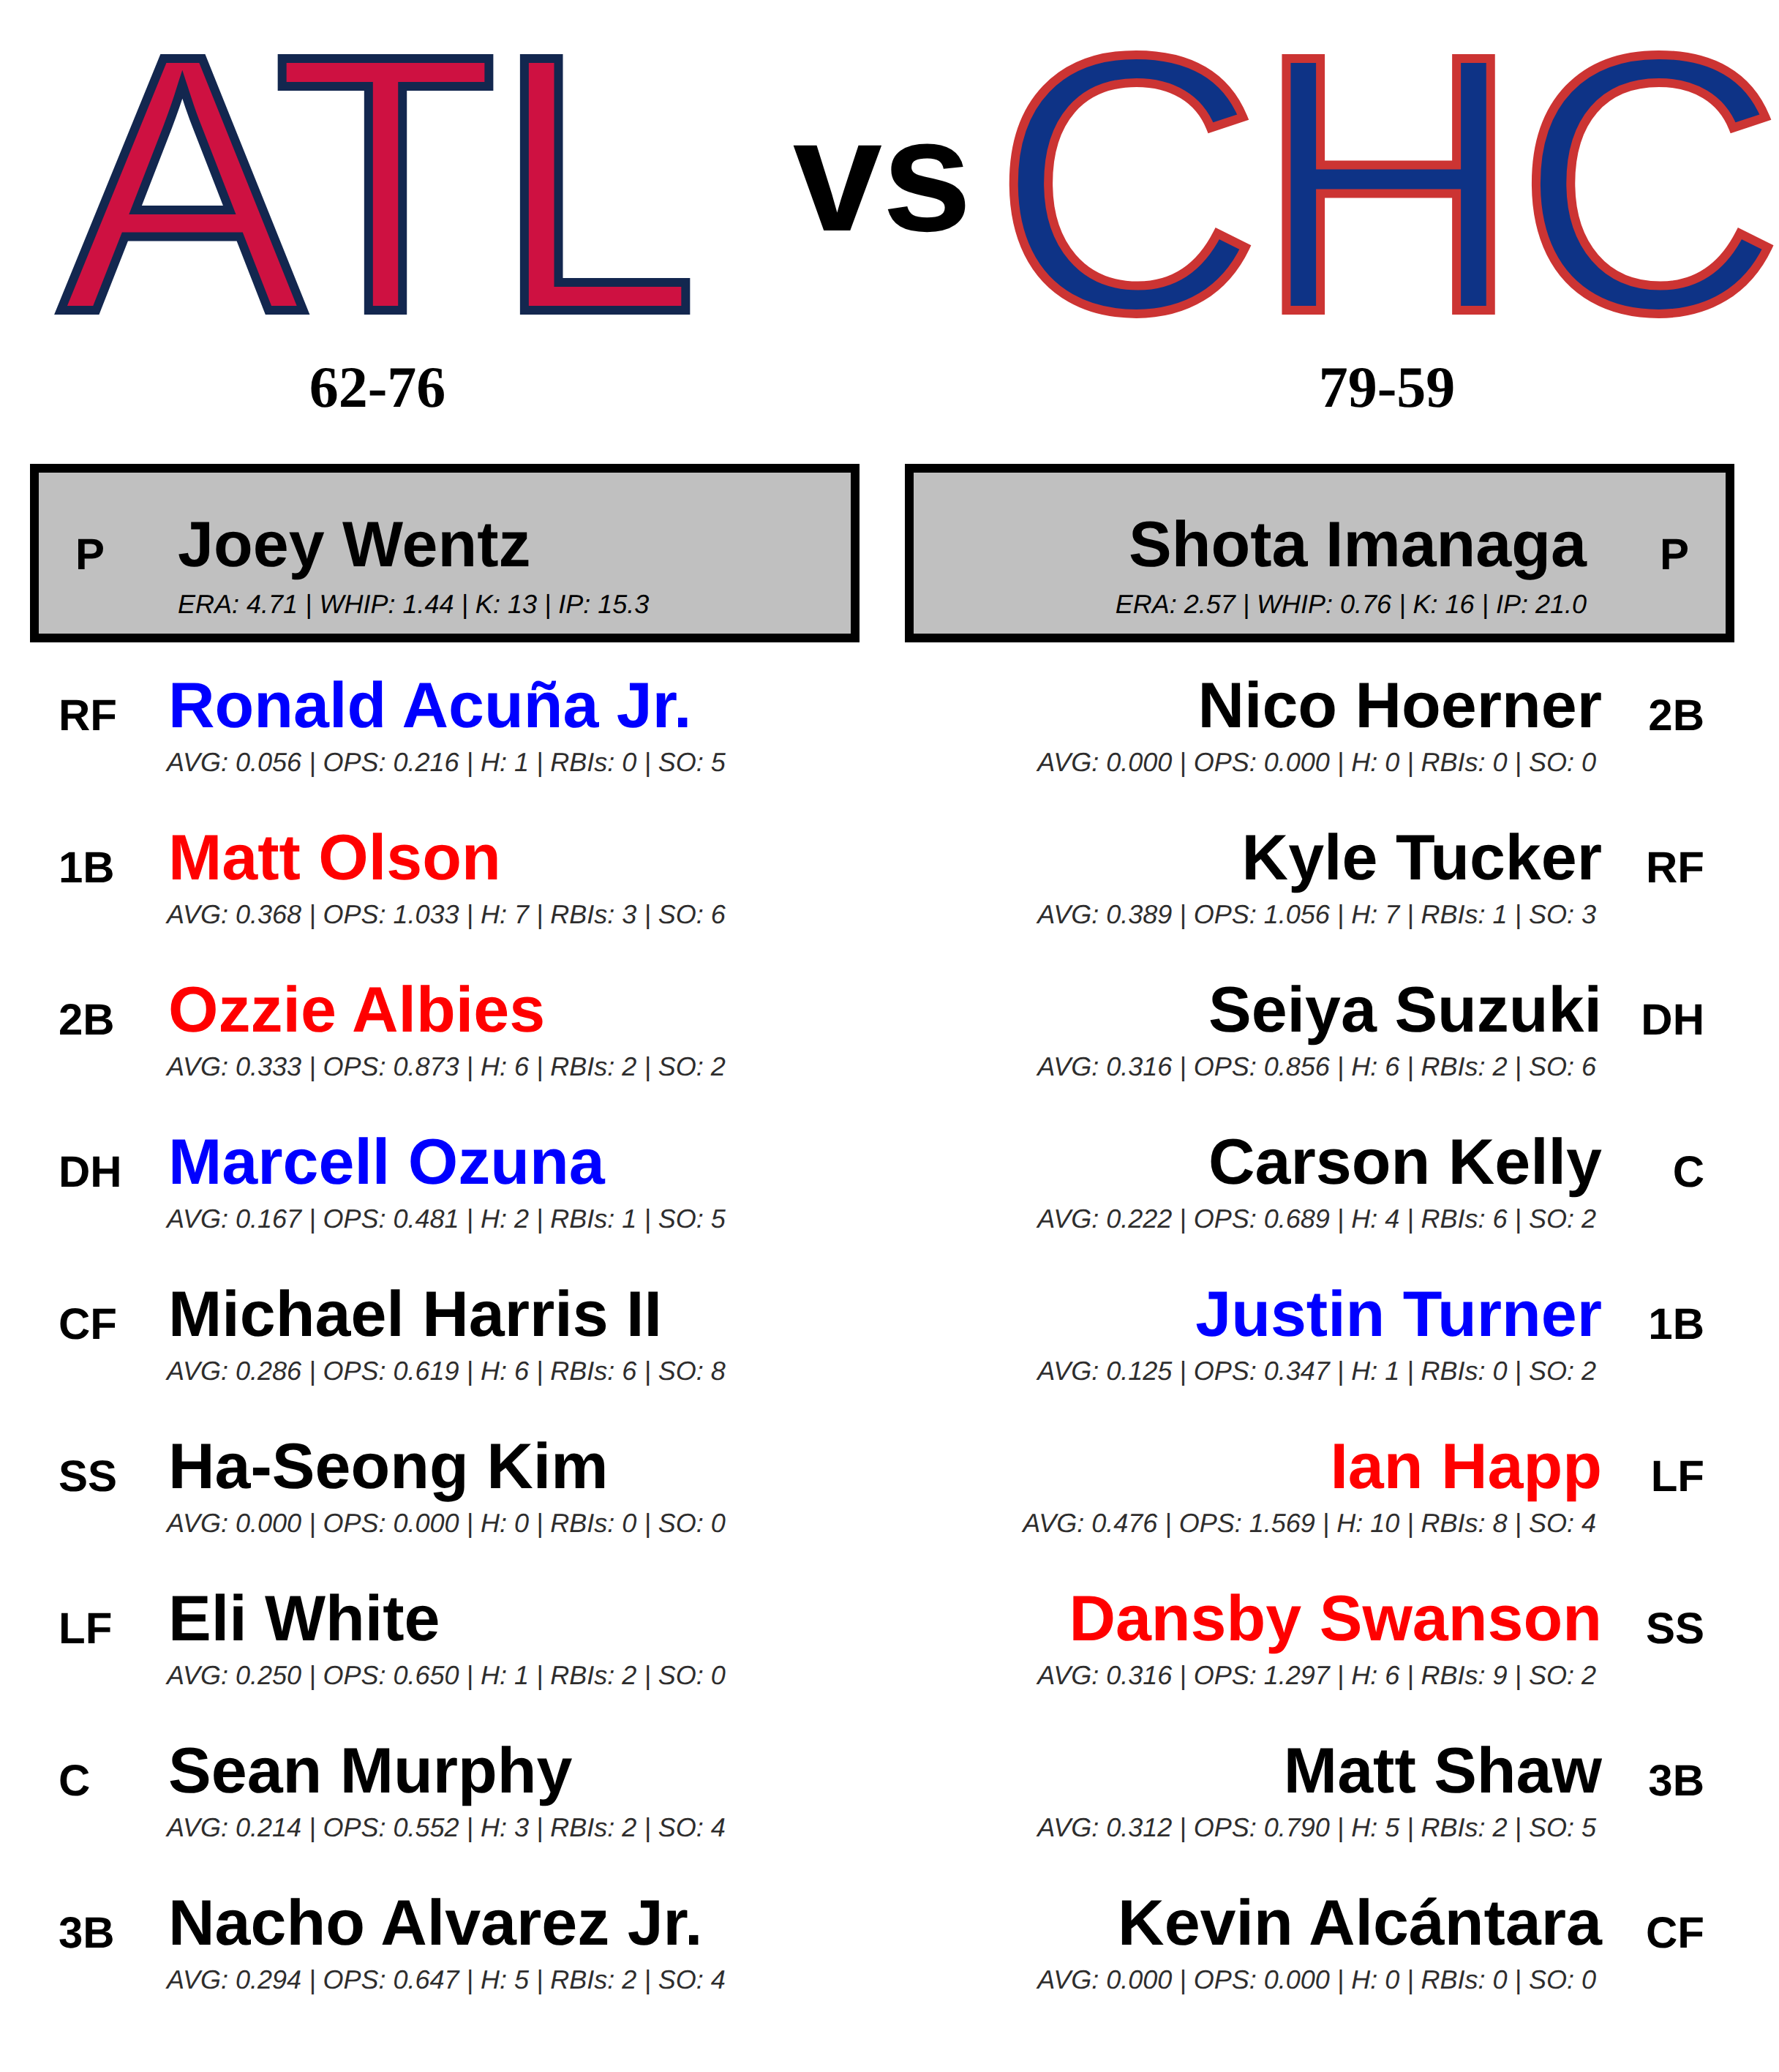 ATL vs CHC
62-76 79-59
P Joey Wentz
ERA: 4.71 | WHIP: 1.44 | K: 13 | IP: 15.3
Shota Imanaga P
ERA: 2.57 | WHIP: 0.76 | K: 16 | IP: 21.0
RF Ronald Acuña Jr.
AVG: 0.056 | OPS: 0.216 | H: 1 | RBIs: 0 | SO: 5
1B Matt Olson
AVG: 0.368 | OPS: 1.033 | H: 7 | RBIs: 3 | SO: 6
2B Ozzie Albies
AVG: 0.333 | OPS: 0.873 | H: 6 | RBIs: 2 | SO: 2
DH Marcell Ozuna
AVG: 0.167 | OPS: 0.481 | H: 2 | RBIs: 1 | SO: 5
CF Michael Harris II
AVG: 0.286 | OPS: 0.619 | H: 6 | RBIs: 6 | SO: 8
SS Ha-Seong Kim
AVG: 0.000 | OPS: 0.000 | H: 0 | RBIs: 0 | SO: 0
LF Eli White
AVG: 0.250 | OPS: 0.650 | H: 1 | RBIs: 2 | SO: 0
C Sean Murphy
AVG: 0.214 | OPS: 0.552 | H: 3 | RBIs: 2 | SO: 4
3B Nacho Alvarez Jr.
AVG: 0.294 | OPS: 0.647 | H: 5 | RBIs: 2 | SO: 4
Nico Hoerner 2B
AVG: 0.000 | OPS: 0.000 | H: 0 | RBIs: 0 | SO: 0
Kyle Tucker RF
AVG: 0.389 | OPS: 1.056 | H: 7 | RBIs: 1 | SO: 3
Seiya Suzuki DH
AVG: 0.316 | OPS: 0.856 | H: 6 | RBIs: 2 | SO: 6
Carson Kelly C
AVG: 0.222 | OPS: 0.689 | H: 4 | RBIs: 6 | SO: 2
Justin Turner 1B
AVG: 0.125 | OPS: 0.347 | H: 1 | RBIs: 0 | SO: 2
Ian Happ LF
AVG: 0.476 | OPS: 1.569 | H: 10 | RBIs: 8 | SO: 4
Dansby Swanson SS
AVG: 0.316 | OPS: 1.297 | H: 6 | RBIs: 9 | SO: 2
Matt Shaw 3B
AVG: 0.312 | OPS: 0.790 | H: 5 | RBIs: 2 | SO: 5
Kevin Alcántara CF
AVG: 0.000 | OPS: 0.000 | H: 0 | RBIs: 0 | SO: 0